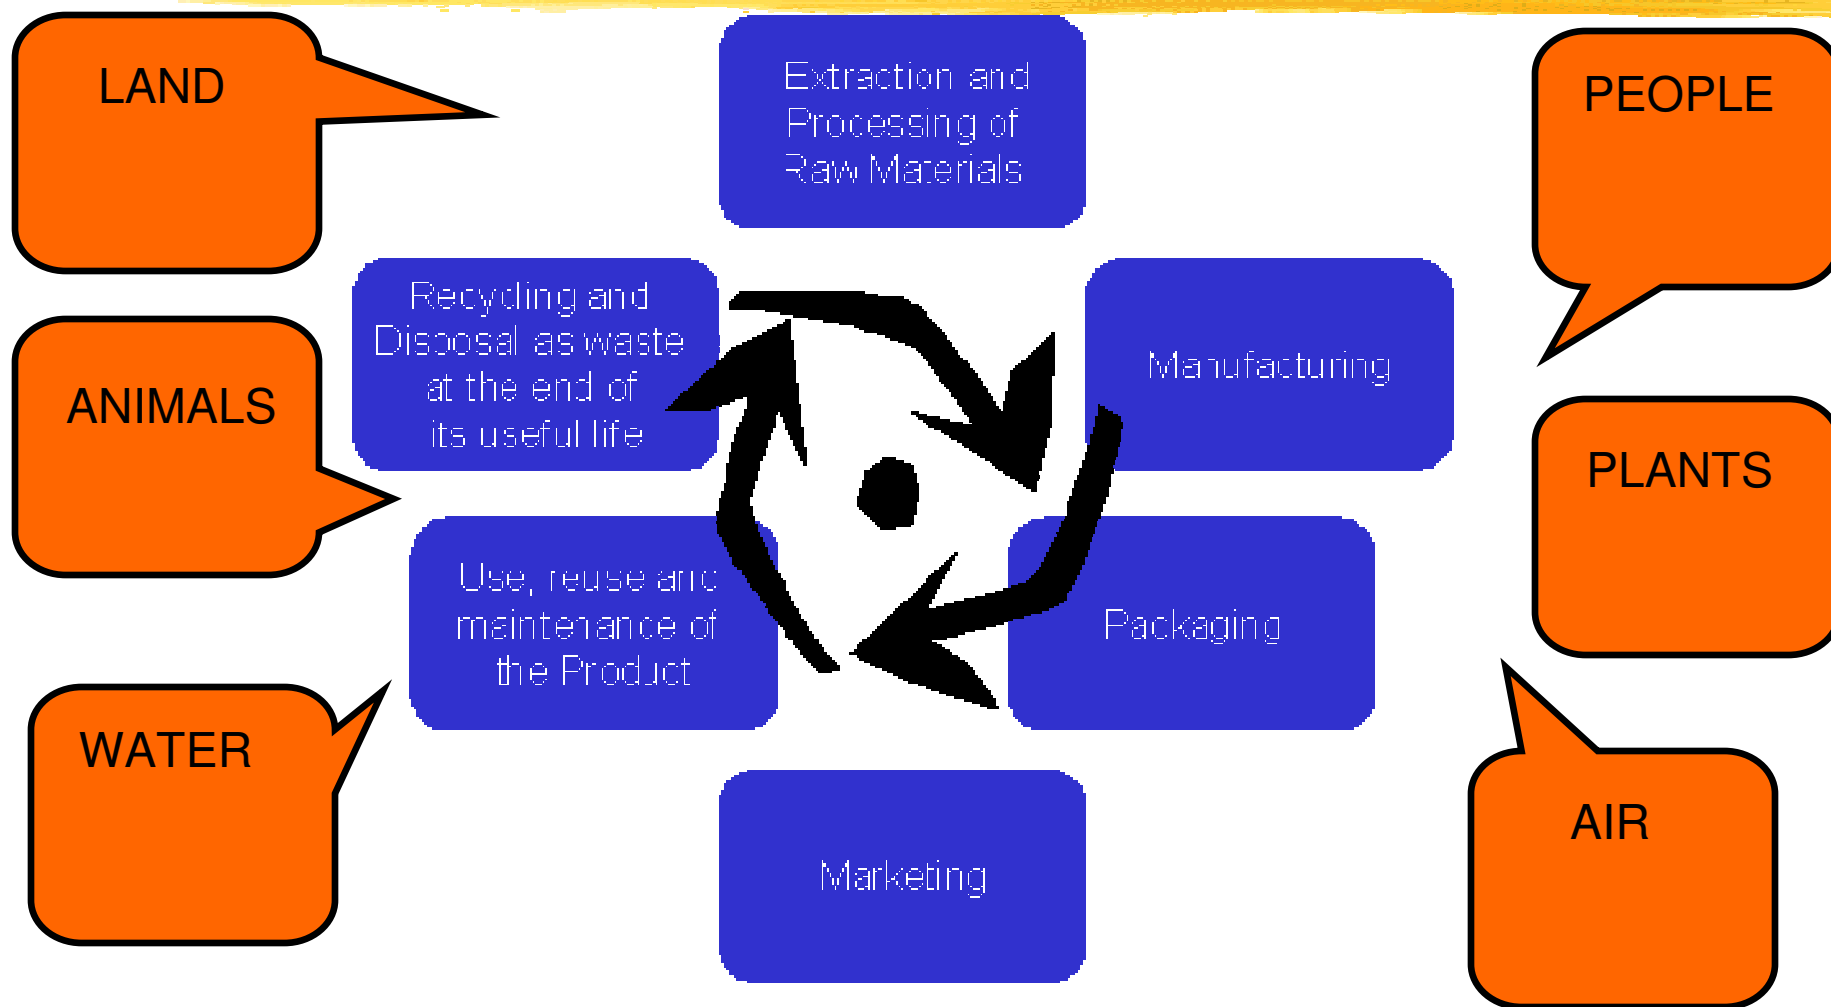 LAND
Extraction and
Processing of
Raw Materials
PEOPLE
Recycling and
Disposal as waste
at the end of
its useful life
Manufacturing
ANIMALS
PLANTS
Use, reuse and
maintenance of
the Product
Packaging
WATER
AIR
Marketing